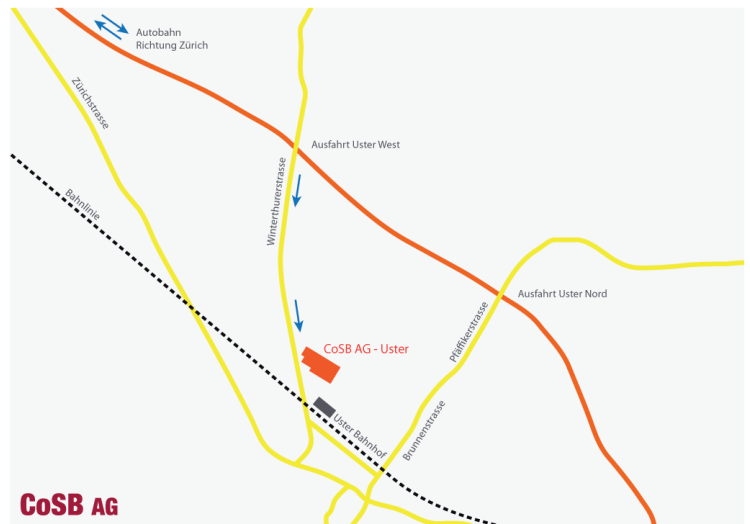 Autobahn
Richtung Zürich
Zürichstrasse
Ausfahrt Uster West
Winterthurerstrasse
Bahnlinie
Ausfahrt Uster Nord
Pfäffikerstrasse
CoSB AG - Uster
Uster Bahnhof
Brunnenstrasse
CoSB AG